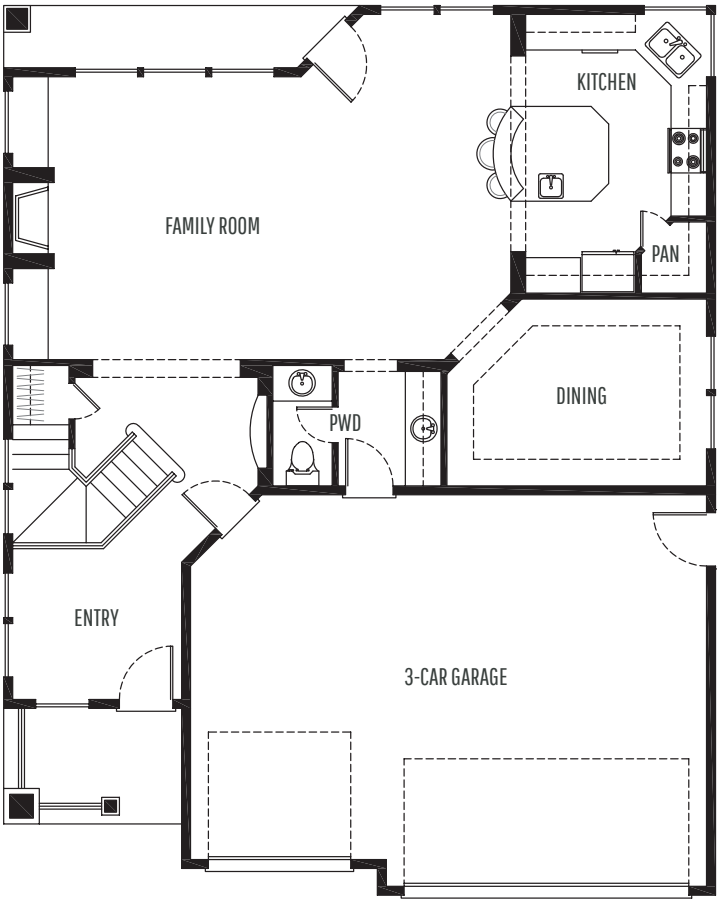 KITCHEN
FAMILY ROOM
PAN
DINING
PWD
ENTRY
3-CAR GARAGE